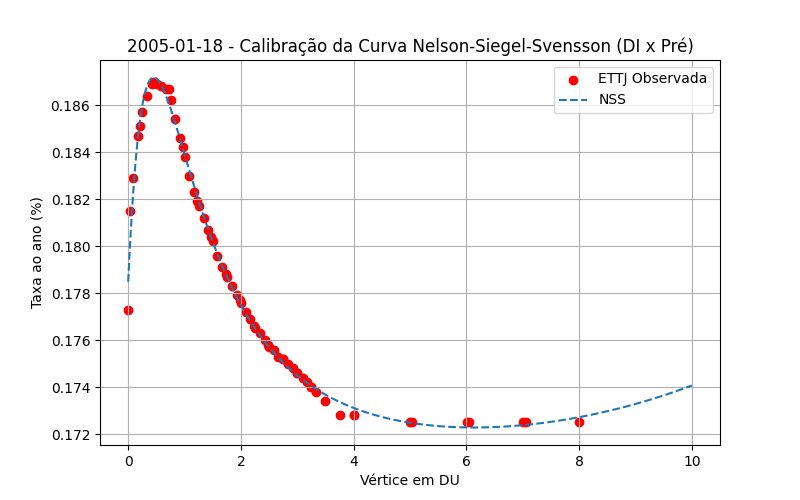 2005-01-18 - Calibração da Curva Nelson-Siegel-Svensson (DI x Pré)
ETTJ Observada
NSS
Taxa ao ano (%)
0.186
0.184
0.182
0.180
0.178
0.176
0.174
0.172
0 2 4 6 8 10
Vértice em DU